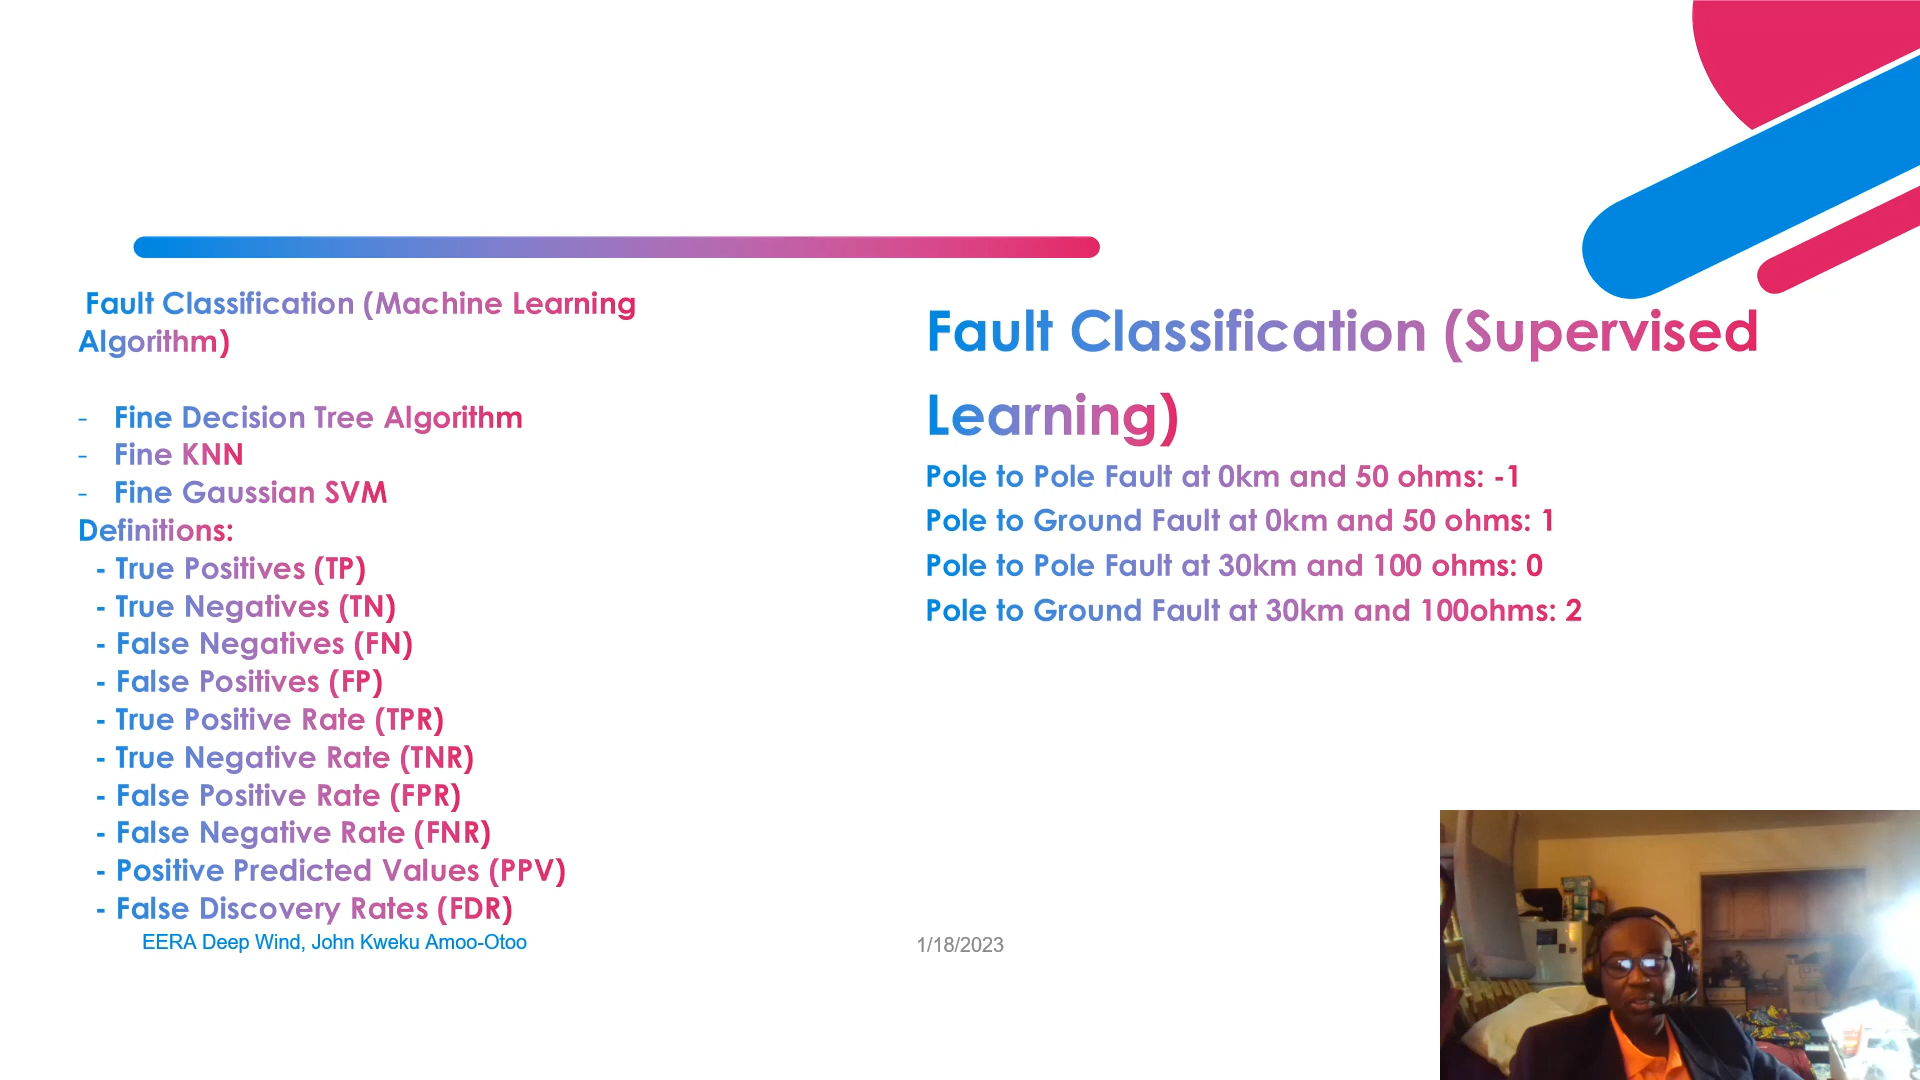 Fault Classification (Machine Learning
Algorithm)
- Fine Decision Tree Algorithm
- Fine KNN
- Fine Gaussian SVM
Definitions:
- True Positives (TP)
- True Negatives (TN)
- False Negatives (FN)
- False Positives (FP)
- True Positive Rate (TPR)
- True Negative Rate (TNR)
- False Positive Rate (FPR)
- False Negative Rate (FNR)
- Positive Predicted Values (PPV)
- False Discovery Rates (FDR)
Fault Classification (Supervised
Learning)
Pole to Pole Fault at 0km and 50 ohms: -1
Pole to Ground Fault at 0km and 50 ohms: 1
Pole to Pole Fault at 30km and 100 ohms: 0
Pole to Ground Fault at 30km and 100ohms: 2
EERA Deep Wind, John Kweku Amoo-Otoo
1/18/2023